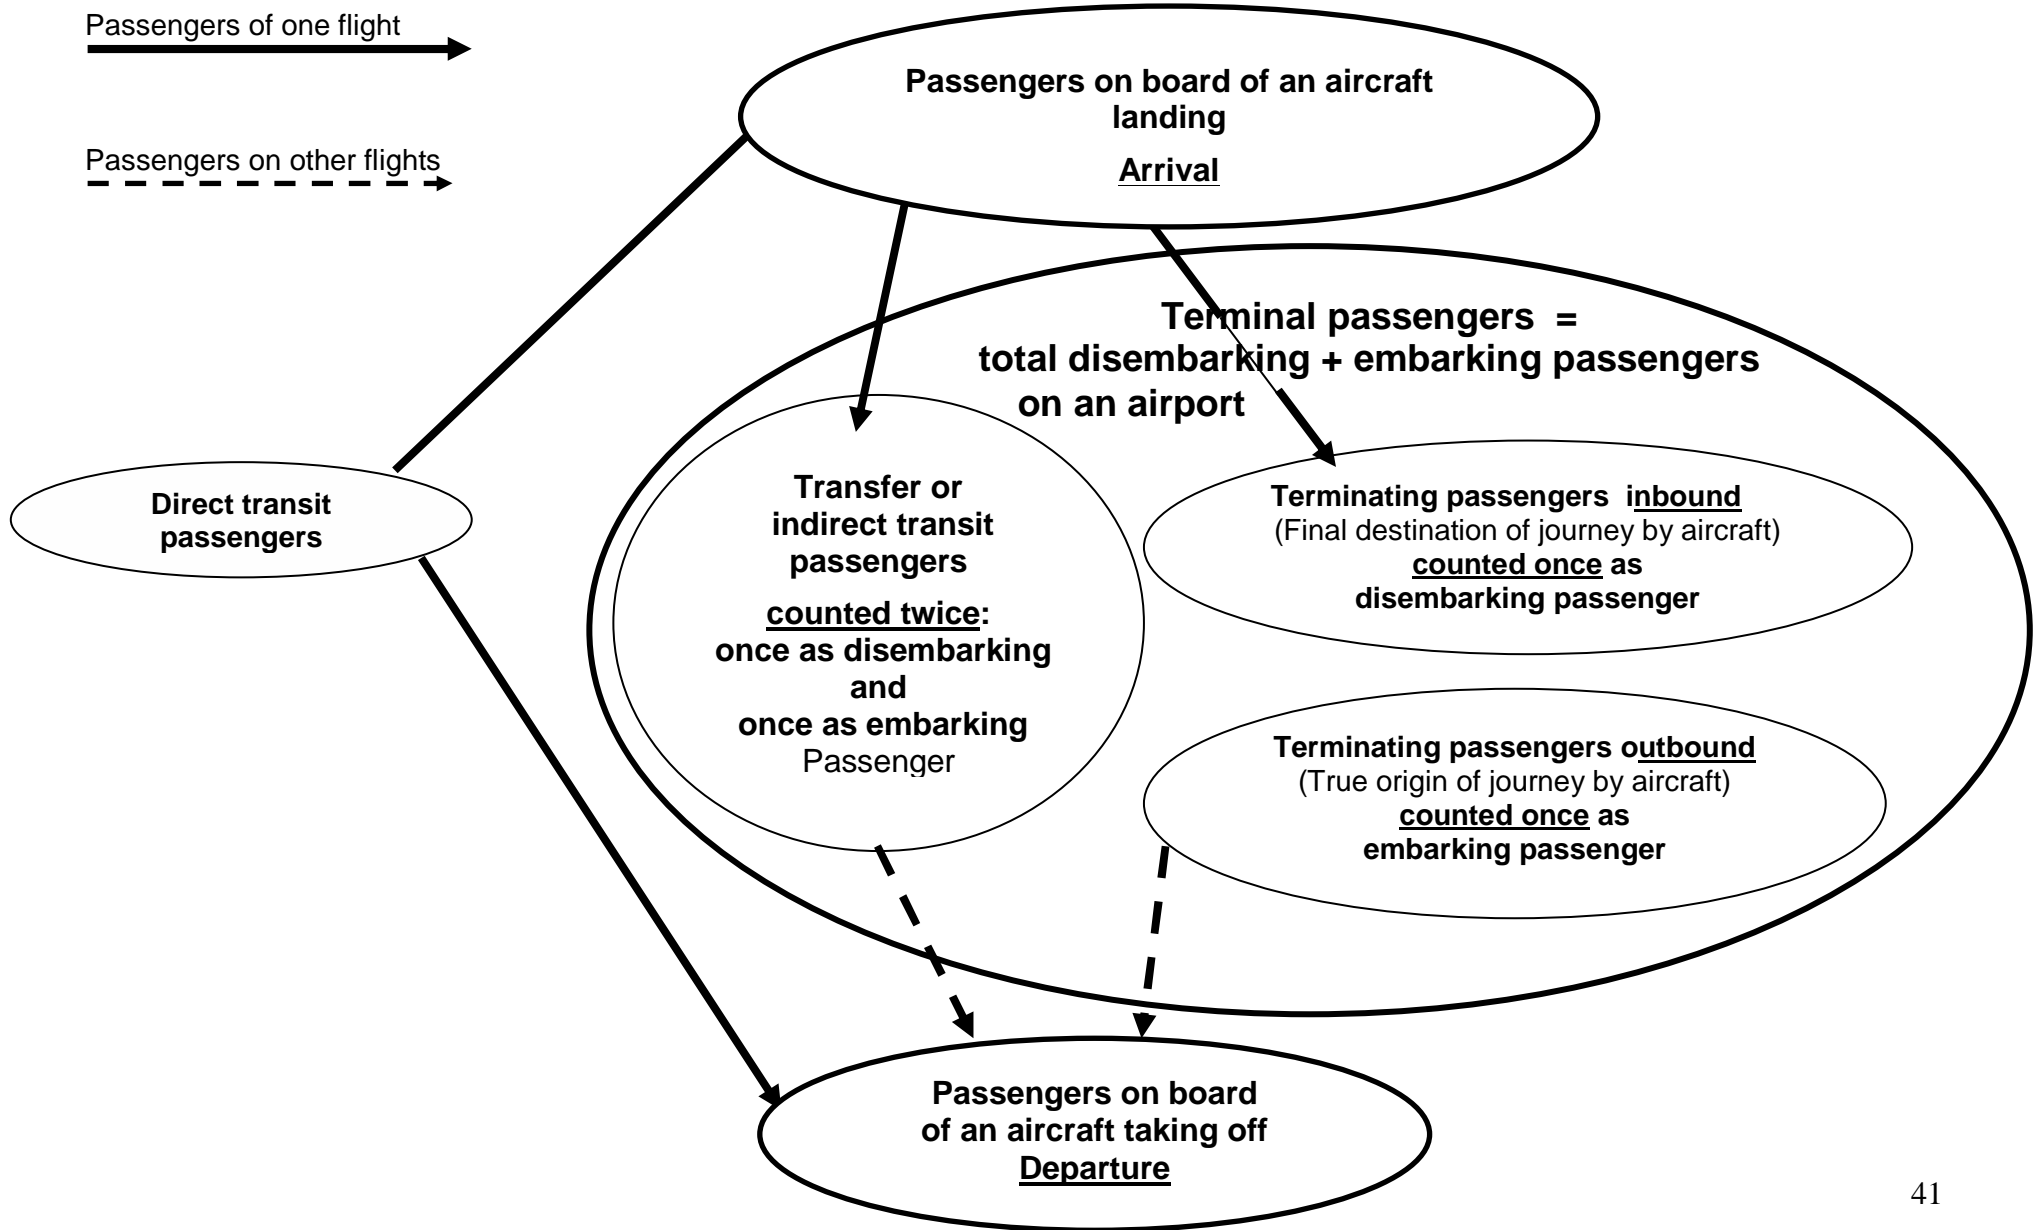 Passengers of one flight
Passengers on other flights
Passengers on board of an aircraft
landing
Arrival
Terminal passengers =
total disembarking + embarking passengers
on an airport
Direct transit
passengers
Transfer or
indirect transit
passengers
counted twice:
once as disembarking
and
once as embarking
Passenger
Terminating passengers inbound
(Final destination of journey by aircraft)
counted once as
disembarking passenger
Terminating passengers outbound
(True origin of journey by aircraft)
counted once as
embarking passenger
Passengers on board
of an aircraft taking off
Departure
41